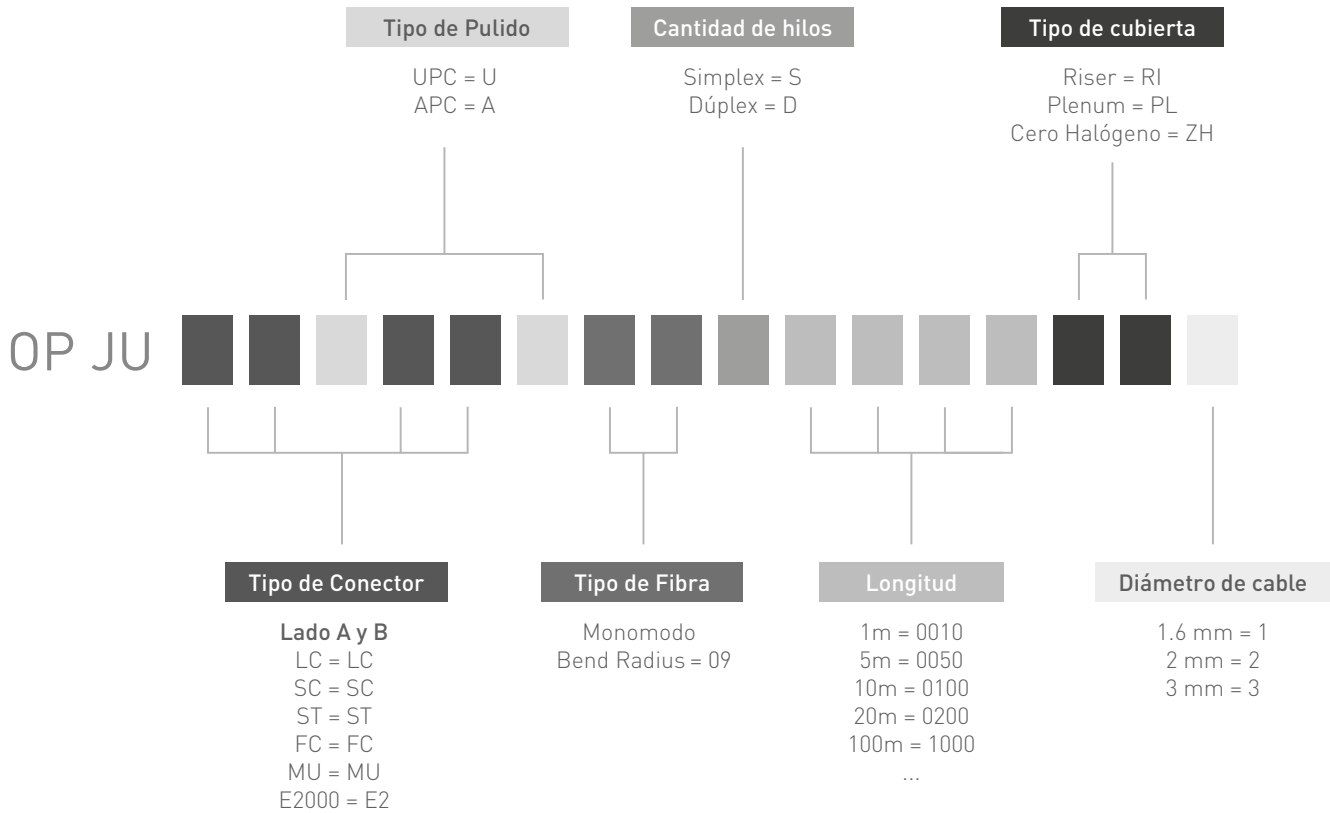 Tipo de Pulido
UPC = U
APC = A
Cantidad de hilos
Simplex = S
Dúplex = D
Tipo de cubierta
Riser = RI
Plenum = PL
Cero Halógeno = ZH
OP JU
Tipo de Conector
Lado A y B
LC = LC
SC = SC
ST = ST
FC = FC
MU = MU
E2000 = E2
Tipo de Fibra
Monomodo
Bend Radius = 09
Longitud
1m = 0010
5m = 0050
10m = 0100
20m = 0200
100m = 1000
...
Diámetro de cable
1.6 mm = 1
2 mm = 2
3 mm = 3